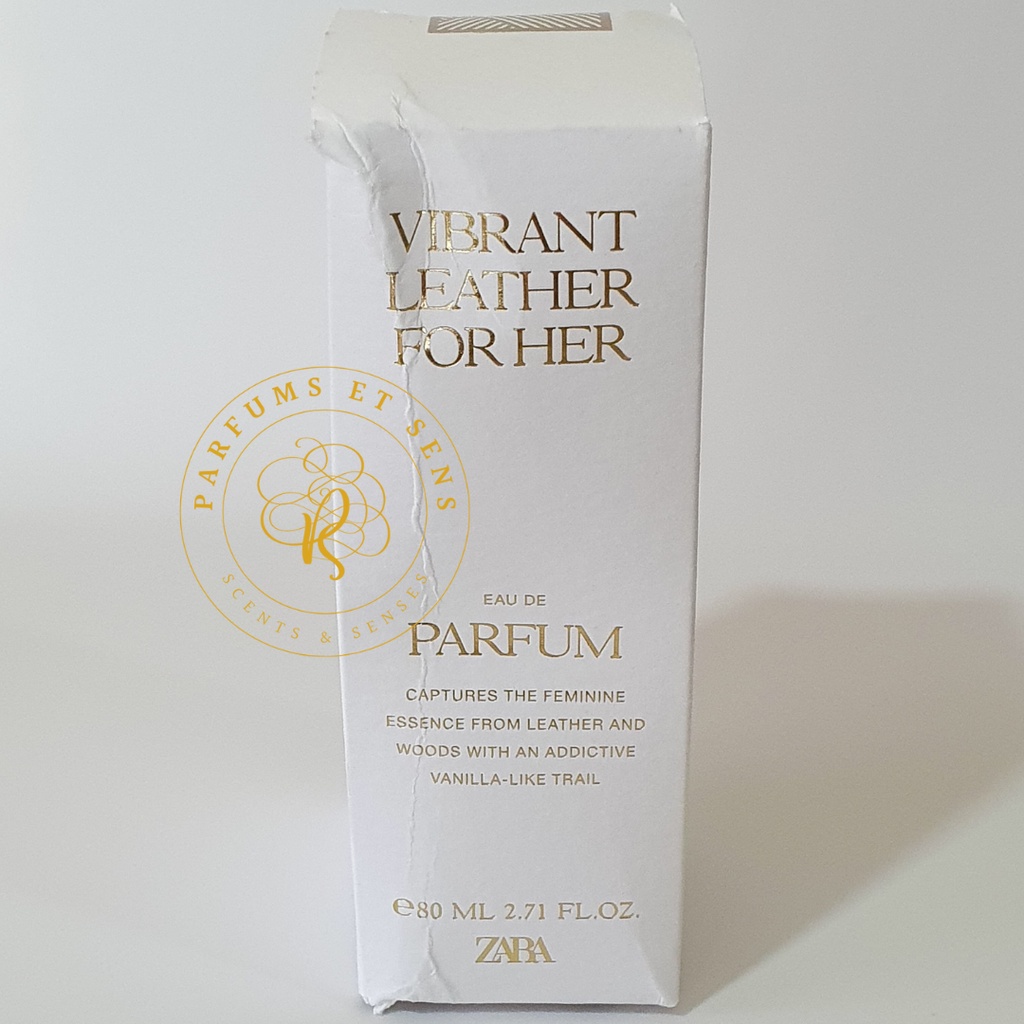 VIBRANT
LEATHER
FOR HER
PARFUMS ET SENS
PS
SCENTS & SENSES
EAU DE
PARFUM
CAPTURES THE FEMININE
ESSENCE FROM LEATHER AND
WOODS WITH AN ADDICTIVE
VANILLA-LIKE TRAIL
℮80 ML 2.71 FL.OZ.
ZARA